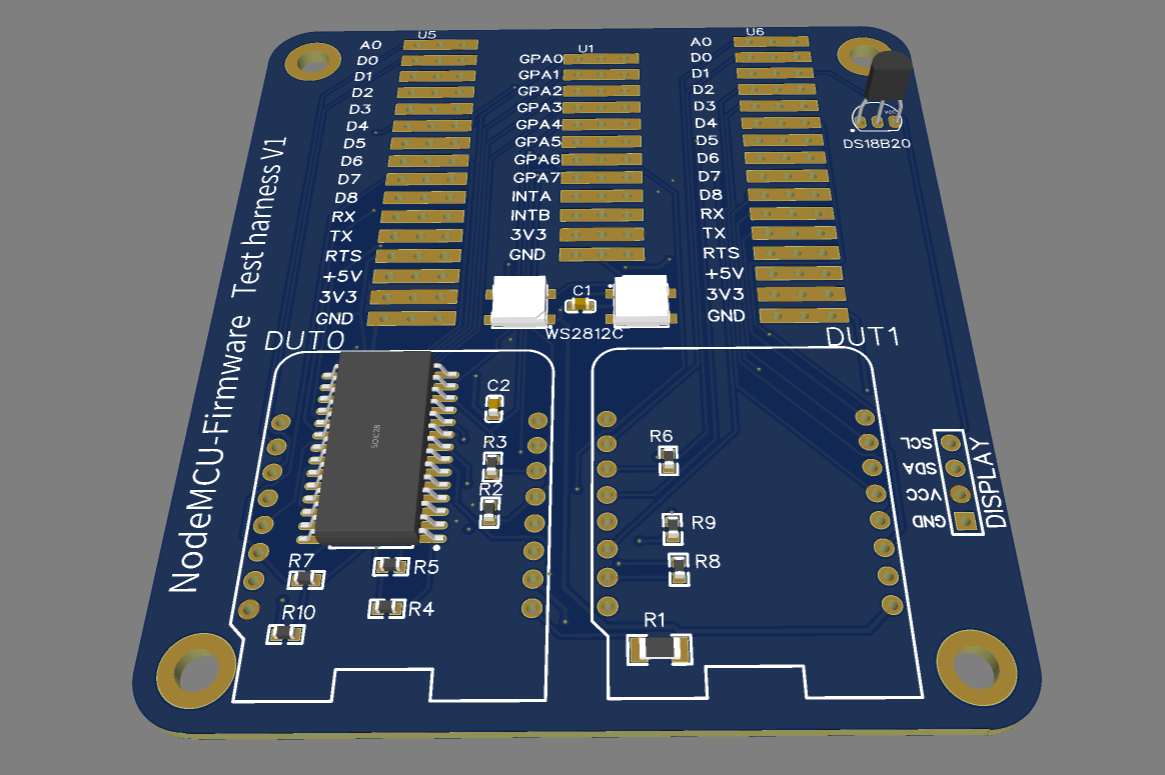 U5
A0
D0
D1
D2
D3
D4
D5
D6
D7
D8
RX
TX
RTS
+5V
3V3
GND
DUT0
U1
GPA0
GPA1
GPA2
GPA3
GPA4
GPA5
GPA6
GPA7
INTA
INTB
3V3
GND
C1
WS2812C
U6
A0
D0
D1
D2
D3
D4
D5
D6
D7
D8
RX
TX
RTS
+5V
3V3
GND
DUT1
VCC
DS18B20
NodeMCU-Firmware Test harness V1
SOIC28
C2
R3
R2
R7
R5
R10
R4
R6
R9
R8
R1
SCL
SDA
VCC
GND
DISPLAY